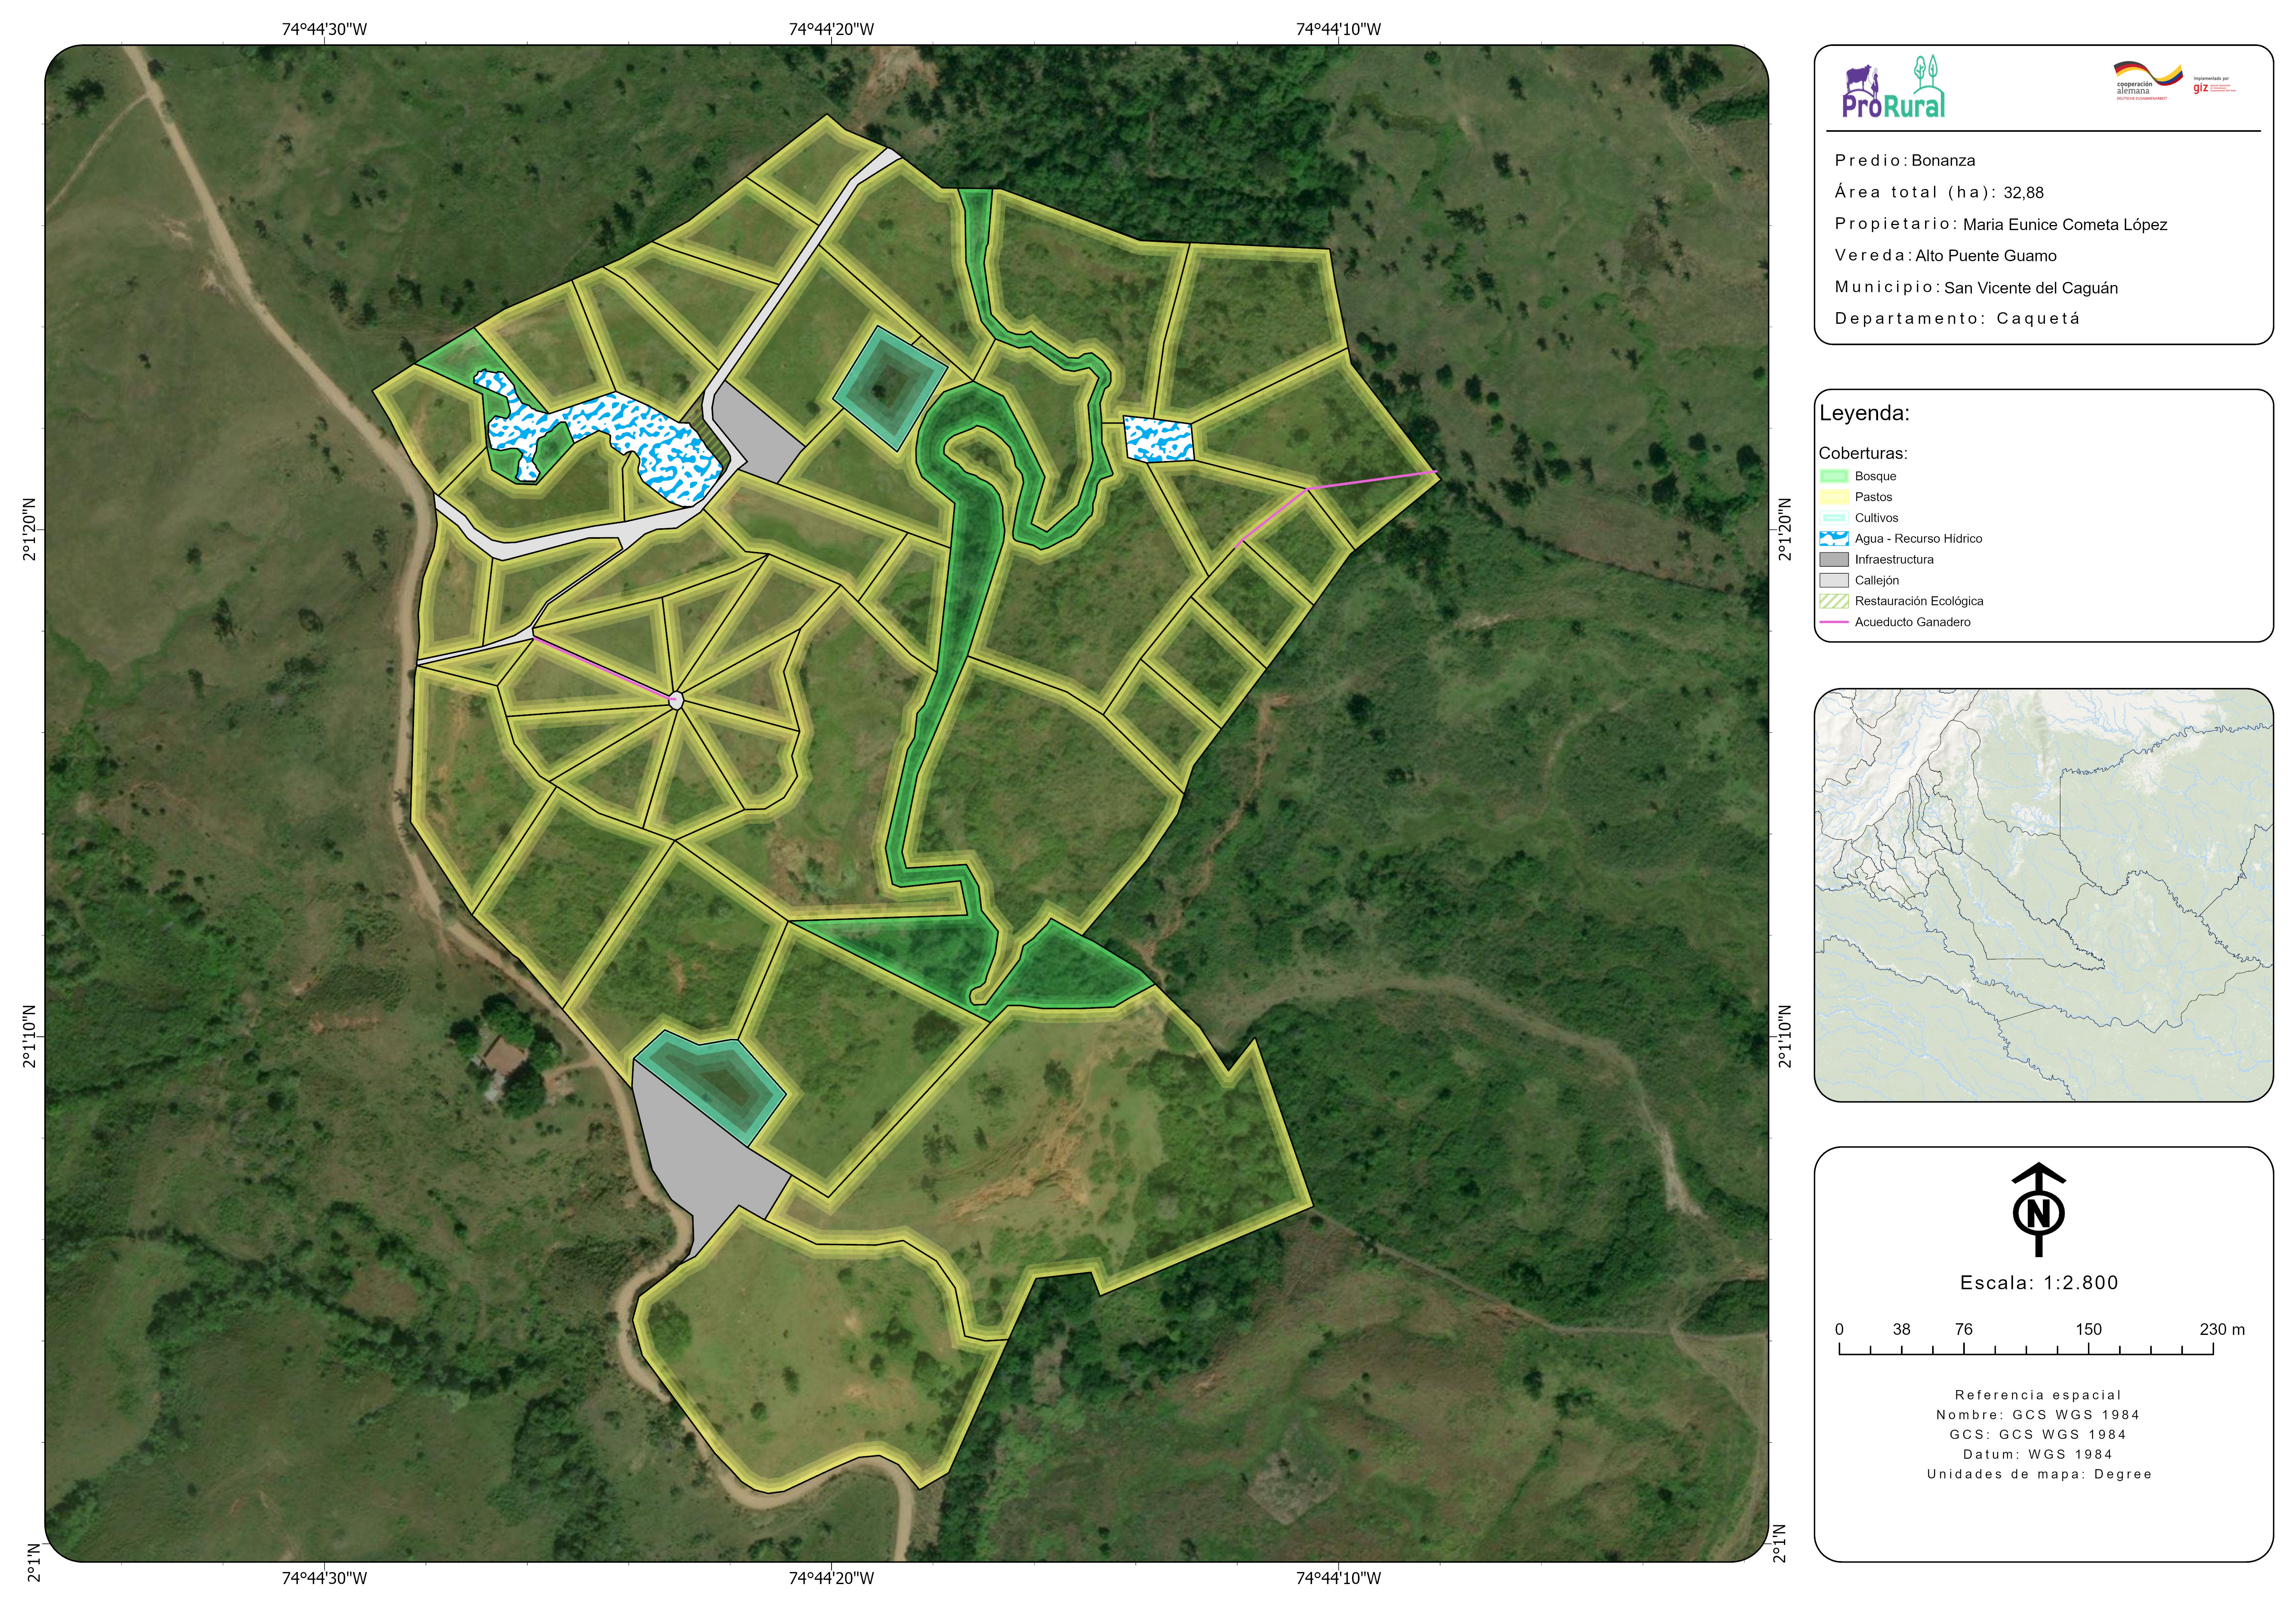 74°44'30"W
74°44'20"W
74°44'10"W
2°1'20"N
2°1'10"N
2°1'N
2°1'20"N
2°1'10"N
2°1'N
74°44'30"W
74°44'20"W
74°44'10"W
ProRural
cooperación
alemana
DEUTSCHE ZUSAMMENARBEIT
Implementada por
giz
Predio: Bonanza
Área total (ha): 32,88
Propietario: Maria Eunice Cometa López
Vereda: Alto Puente Guamo
Municipio: San Vicente del Caguán
Departamento: Caquetá
Leyenda:
Coberturas:
Bosque
Pastos
Cultivos
Agua - Recurso Hídrico
Infraestructura
Callejón
Restauración Ecológica
Acueducto Ganadero
N
Escala: 1:2.800
0 38 76 150 230 m
Referencia espacial
Nombre: GCS WGS 1984
GCS: GCS WGS 1984
Datum: WGS 1984
Unidades de mapa: Degree